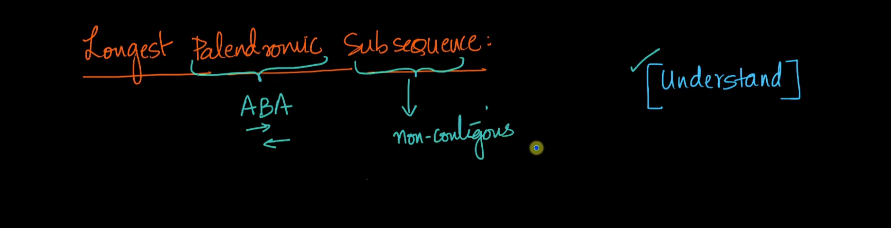 Longest Palendromic Subsequence:
[Understand]
ABA
non-contigous